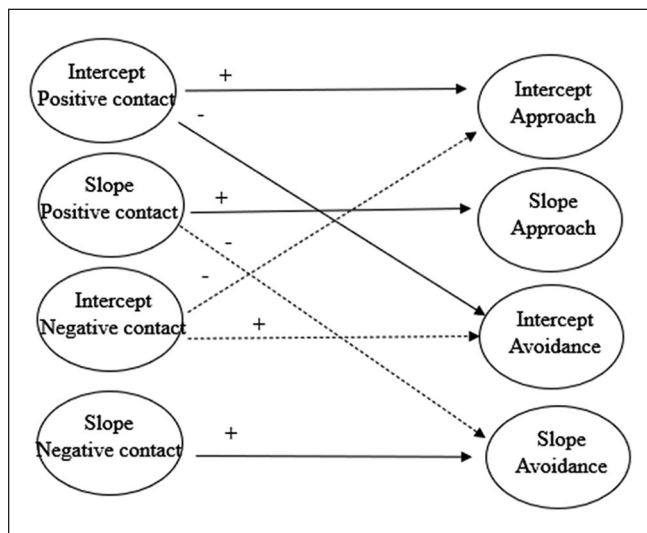 Intercept
Positive contact
+
-
Intercept
Approach
Slope
Positive contact
+
-
Slope
Approach
Intercept
Negative contact
-
+
Intercept
Avoidance
Slope
Negative contact
+
Slope
Avoidance